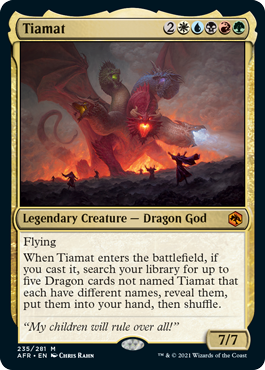 Tiamat 2
Legendary Creature — Dragon God
Flying
When Tiamat enters the battlefield, if
you cast it, search your library for up to
five Dragon cards not named Tiamat that
each have different names, reveal them,
put them into your hand, then shuffle.
“My children will rule over all!”
7/7
235/281 M
AFR • EN Chris Rahn ™ & © 2021 Wizards of the Coast